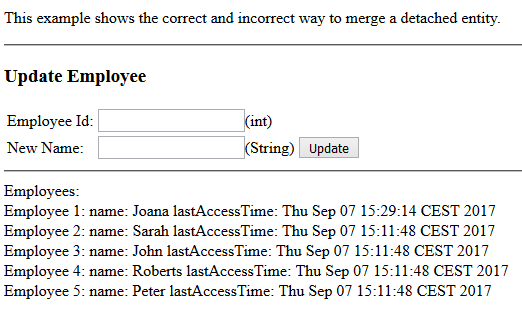 This example shows the correct and incorrect way to merge a detached entity.
Update Employee
Employee Id: (int)
New Name: (String) Update
Employees:
Employee 1: name: Joana lastAccessTime: Thu Sep 07 15:29:14 CEST 2017
Employee 2: name: Sarah lastAccessTime: Thu Sep 07 15:11:48 CEST 2017
Employee 3: name: John lastAccessTime: Thu Sep 07 15:11:48 CEST 2017
Employee 4: name: Roberts lastAccessTime: Thu Sep 07 15:11:48 CEST 2017
Employee 5: name: Peter lastAccessTime: Thu Sep 07 15:11:48 CEST 2017